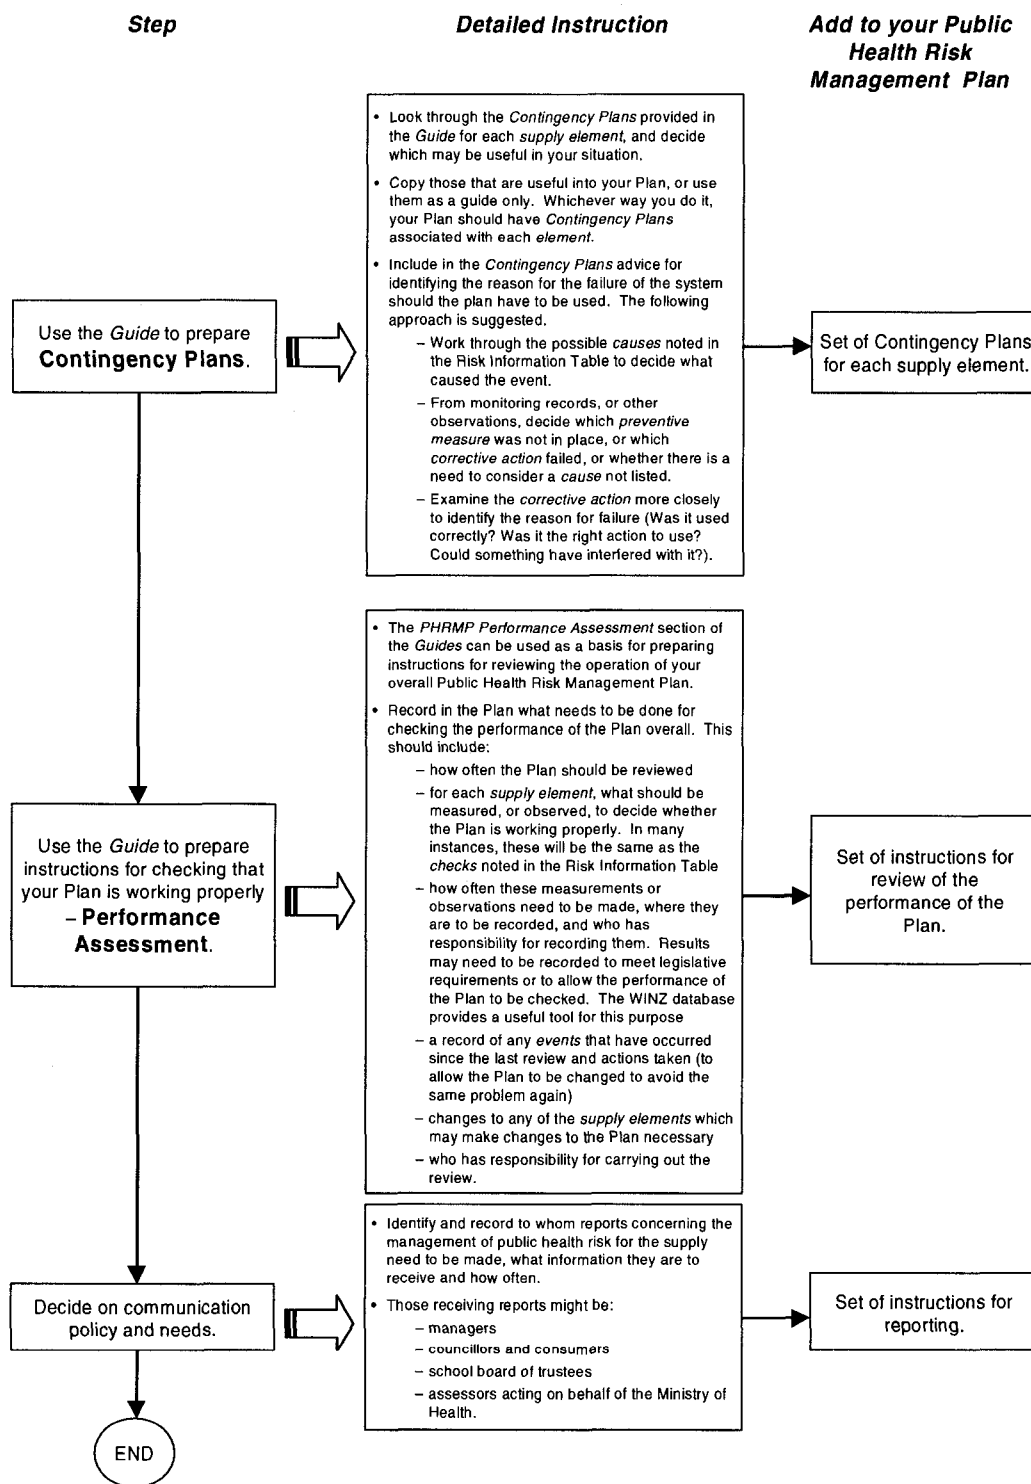 Step
Detailed Instruction
Add to your Public
Health Risk
Management Plan
Use the Guide to prepare
Contingency Plans.
• Look through the Contingency Plans provided in
the Guide for each supply element, and decide
which may be useful in your situation.
• Copy those that are useful into your Plan, or use
them as a guide only. Whichever way you do it,
your Plan should have Contingency Plans
associated with each element.
• Include in the Contingency Plans advice for
identifying the reason for the failure of the system
should the plan have to be used. The following
approach is suggested.
– Work through the possible causes noted in
the Risk Information Table to decide what
caused the event.
– From monitoring records, or other
observations, decide which preventive
measure was not in place, or which
corrective action failed, or whether there is a
need to consider a cause not listed.
– Examine the corrective action more closely
to identify the reason for failure (Was it used
correctly? Was it the right action to use?
Could something have interfered with it?).
Set of Contingency Plans
for each supply element.
Use the Guide to prepare
instructions for checking that
your Plan is working properly
– Performance
Assessment.
• The PHRMP Performance Assessment section of
the Guides can be used as a basis for preparing
instructions for reviewing the operation of your
overall Public Health Risk Management Plan.
• Record in the Plan what needs to be done for
checking the performance of the Plan overall. This
should include:
– how often the Plan should be reviewed
– for each supply element, what should be
measured, or observed, to decide whether
the Plan is working properly. In many
instances, these will be the same as the
checks noted in the Risk Information Table
– how often these measurements or
observations need to be made, where they
are to be recorded, and who has
responsibility for recording them. Results
may need to be recorded to meet legislative
requirements or to allow the performance of
the Plan to be checked. The WINZ database
provides a useful tool for this purpose
– a record of any events that have occurred
since the last review and actions taken (to
allow the Plan to be changed to avoid the
same problem again)
– changes to any of the supply elements which
may make changes to the Plan necessary
– who has responsibility for carrying out the
review.
Set of instructions for
review of the
performance of the
Plan.
Decide on communication
policy and needs.
• Identify and record to whom reports concerning the
management of public health risk for the supply
need to be made, what information they are to
receive and how often.
• Those receiving reports might be:
– managers
– councillors and consumers
– school board of trustees
– assessors acting on behalf of the Ministry of
Health.
Set of instructions for
reporting.
END